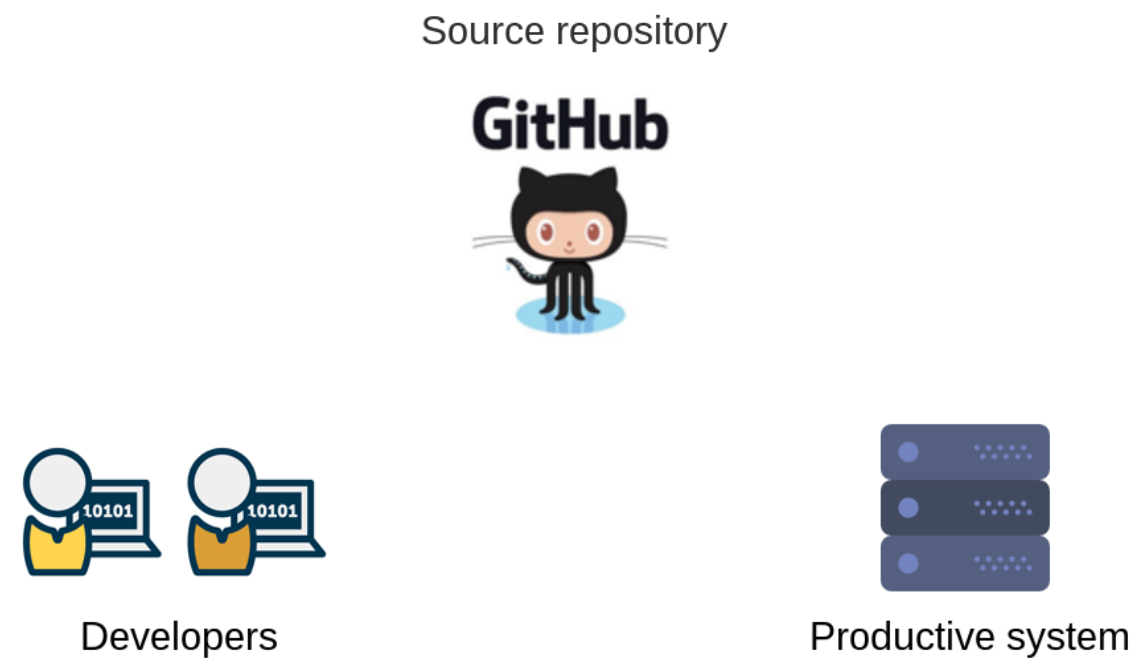 Source repository
GitHub
10101
10101
Developers
Productive system